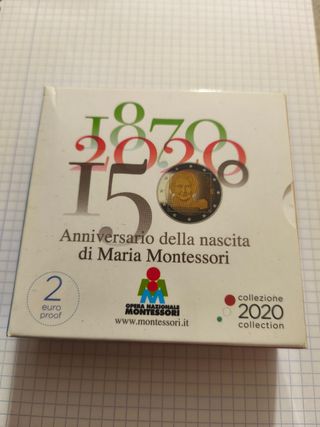 1870
2020
150
Anniversario della nascita
di Maria Montessori
2
euro
proof
OPERA NAZIONALE
MONTESSORI
www.montessori.it
collezione
2020
collection